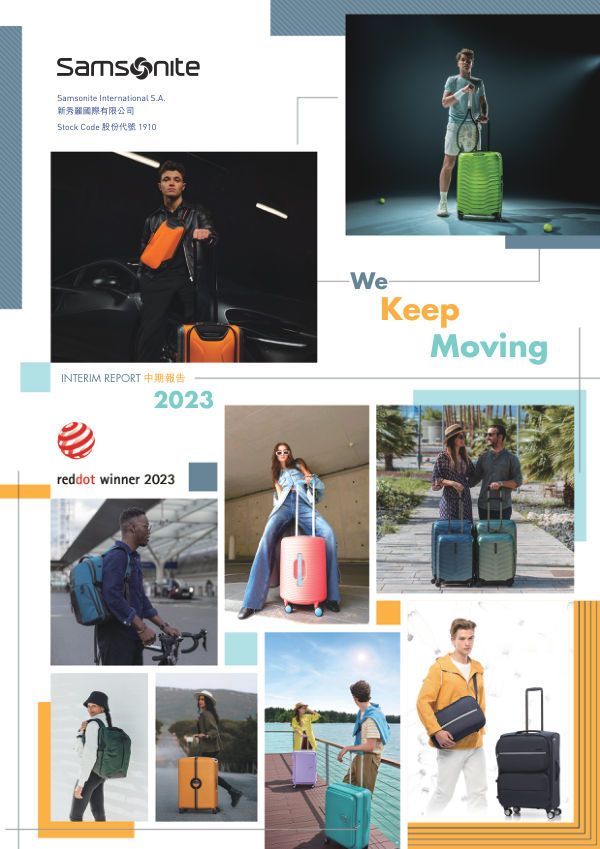 Samsonite
Samsonite International S.A.
新秀麗國際有限公司
Stock Code 股份代號 1910
We
Keep
Moving
INTERIM REPORT 中期報告
2023
reddot winner 2023